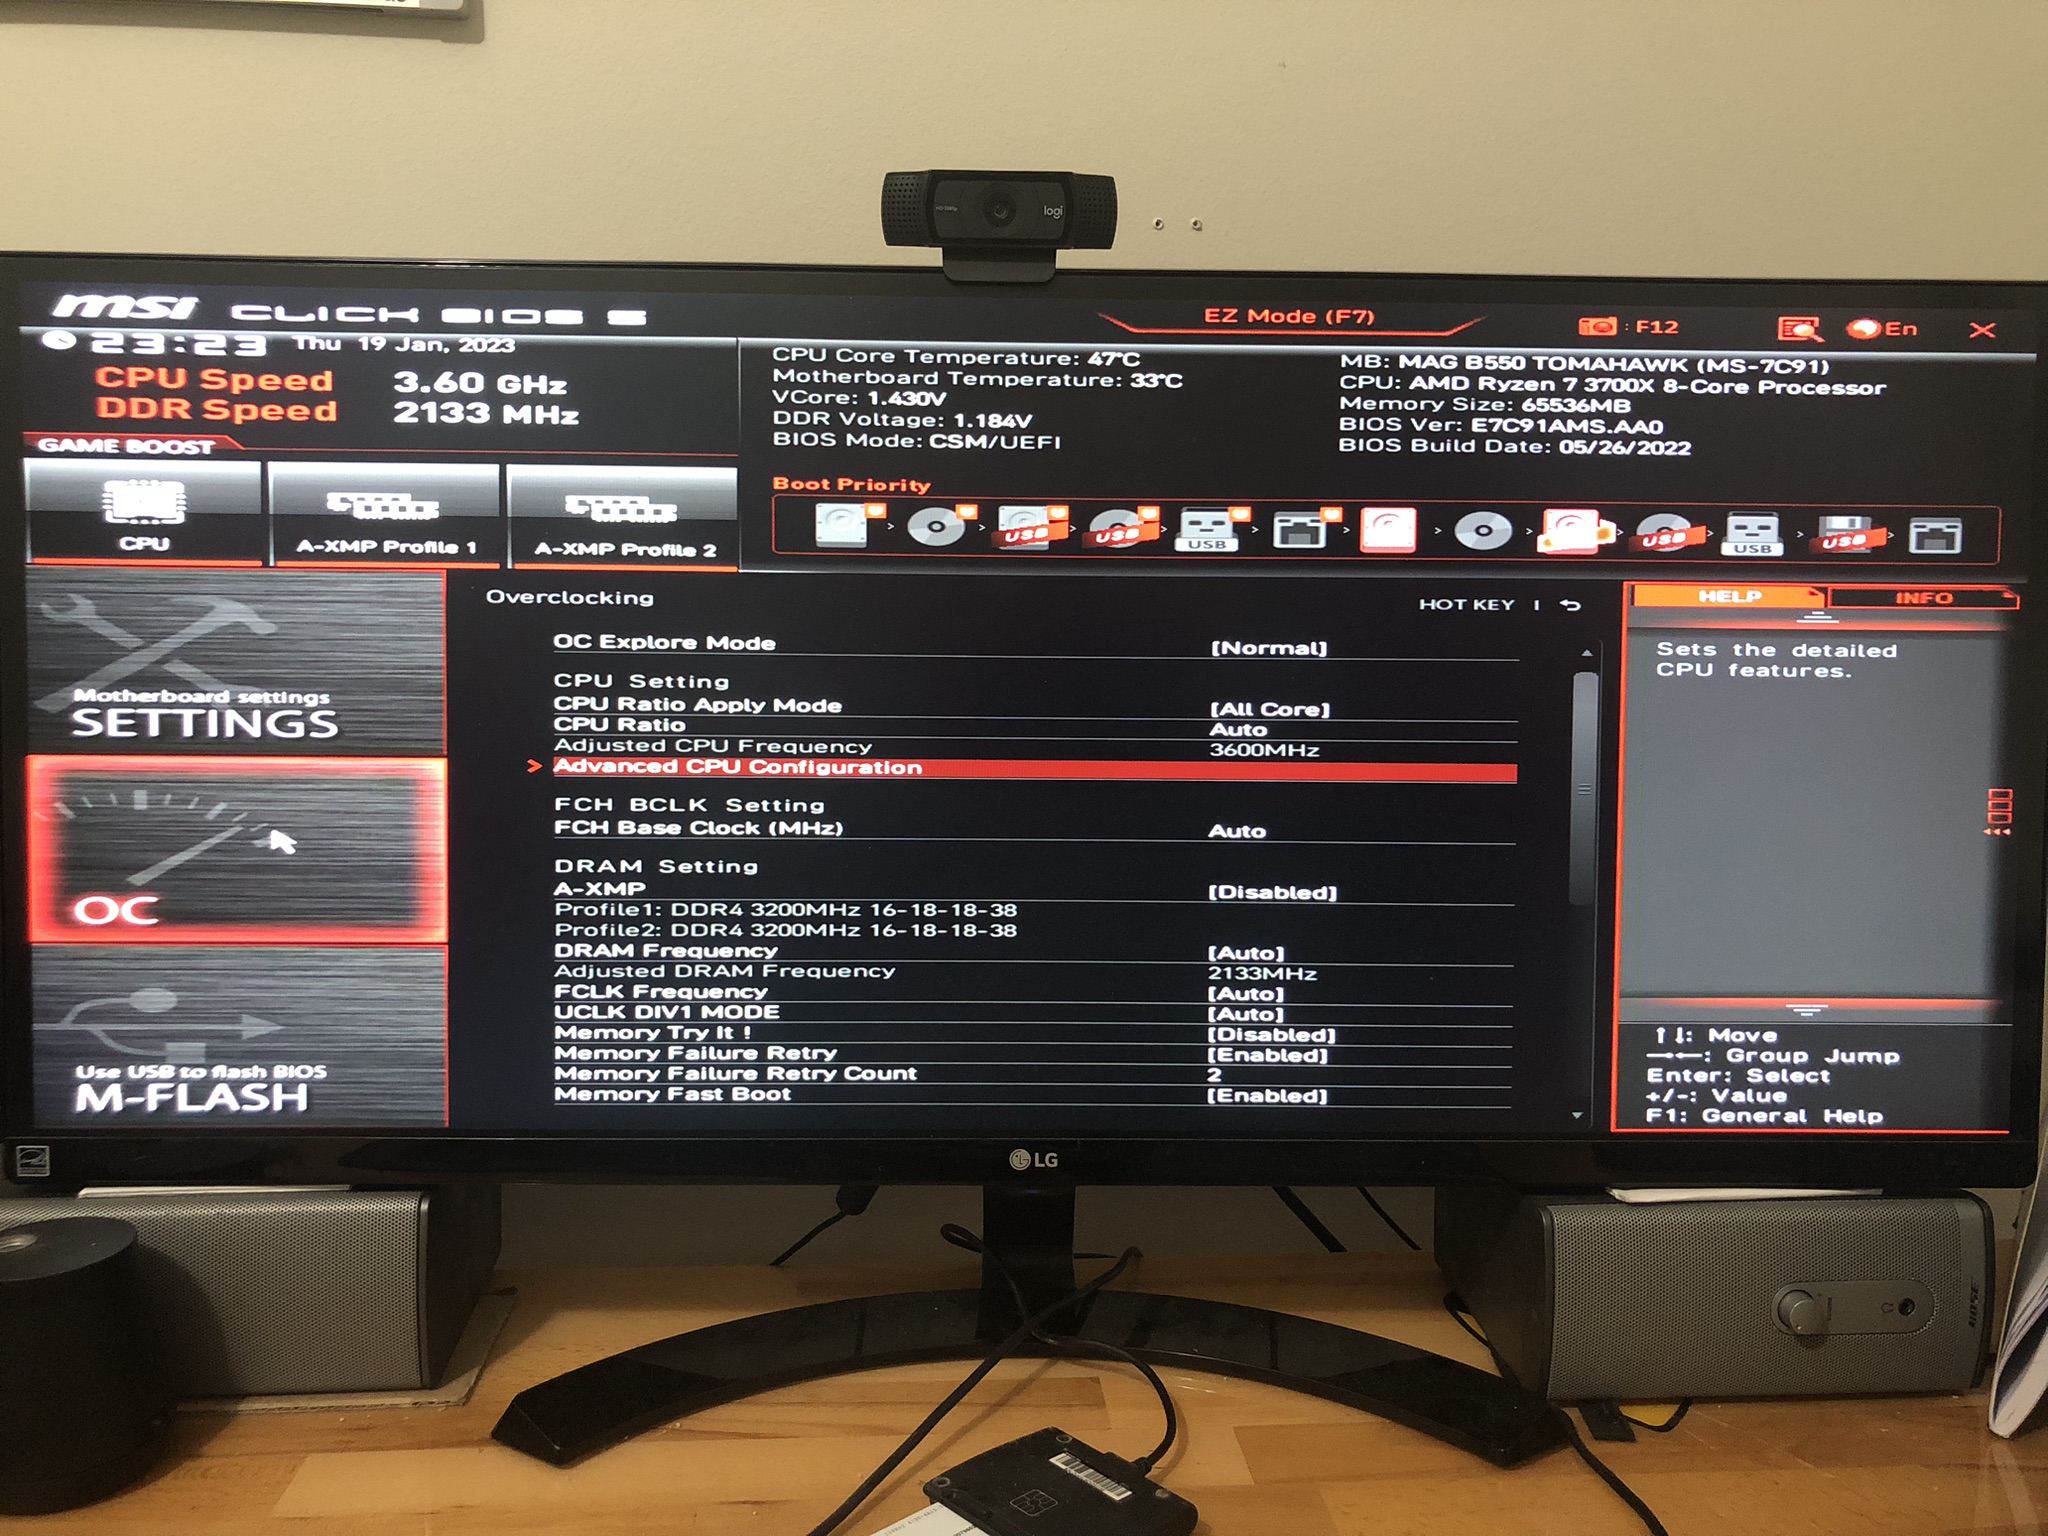 logi
msi CLICK BIOS 5
EZ Mode (F7)
: F12
En
23:23 Thu 19 Jan, 2023
CPU Speed 3.60 GHz
DDR Speed 2133 MHz
CPU Core Temperature: 47°C
Motherboard Temperature: 33°C
VCore: 1.430V
DDR Voltage: 1.184V
BIOS Mode: CSM/UEFI
MB: MAG B550 TOMAHAWK (MS-7C91)
CPU: AMD Ryzen 7 3700X 8-Core Processor
Memory Size: 65536MB
BIOS Ver: E7C91AMS.AA0
BIOS Build Date: 05/26/2022
GAME BOOST
CPU
A-XMP Profile 1
A-XMP Profile 2
Boot Priority
USB
USB
USB
USB
USB
USB
Motherboard settings
SETTINGS
OC
Use USB to flash BIOS
M-FLASH
Overclocking
HOT KEY
OC Explore Mode [Normal]
CPU Setting
CPU Ratio Apply Mode [All Core]
CPU Ratio Auto
Adjusted CPU Frequency 3600MHz
> Advanced CPU Configuration
FCH BCLK Setting
FCH Base Clock (MHz) Auto
DRAM Setting
A-XMP [Disabled]
Profile1: DDR4 3200MHz 16-18-18-38
Profile2: DDR4 3200MHz 16-18-18-38
DRAM Frequency [Auto]
Adjusted DRAM Frequency 2133MHz
FCLK Frequency [Auto]
UCLK DIV1 MODE [Auto]
Memory Try It ! [Disabled]
Memory Failure Retry [Enabled]
Memory Failure Retry Count 2
Memory Fast Boot [Enabled]
HELP
INFO
Sets the detailed
CPU features.
↑↓: Move
→←: Group Jump
Enter: Select
+/-: Value
F1: General Help
LG
BOSE